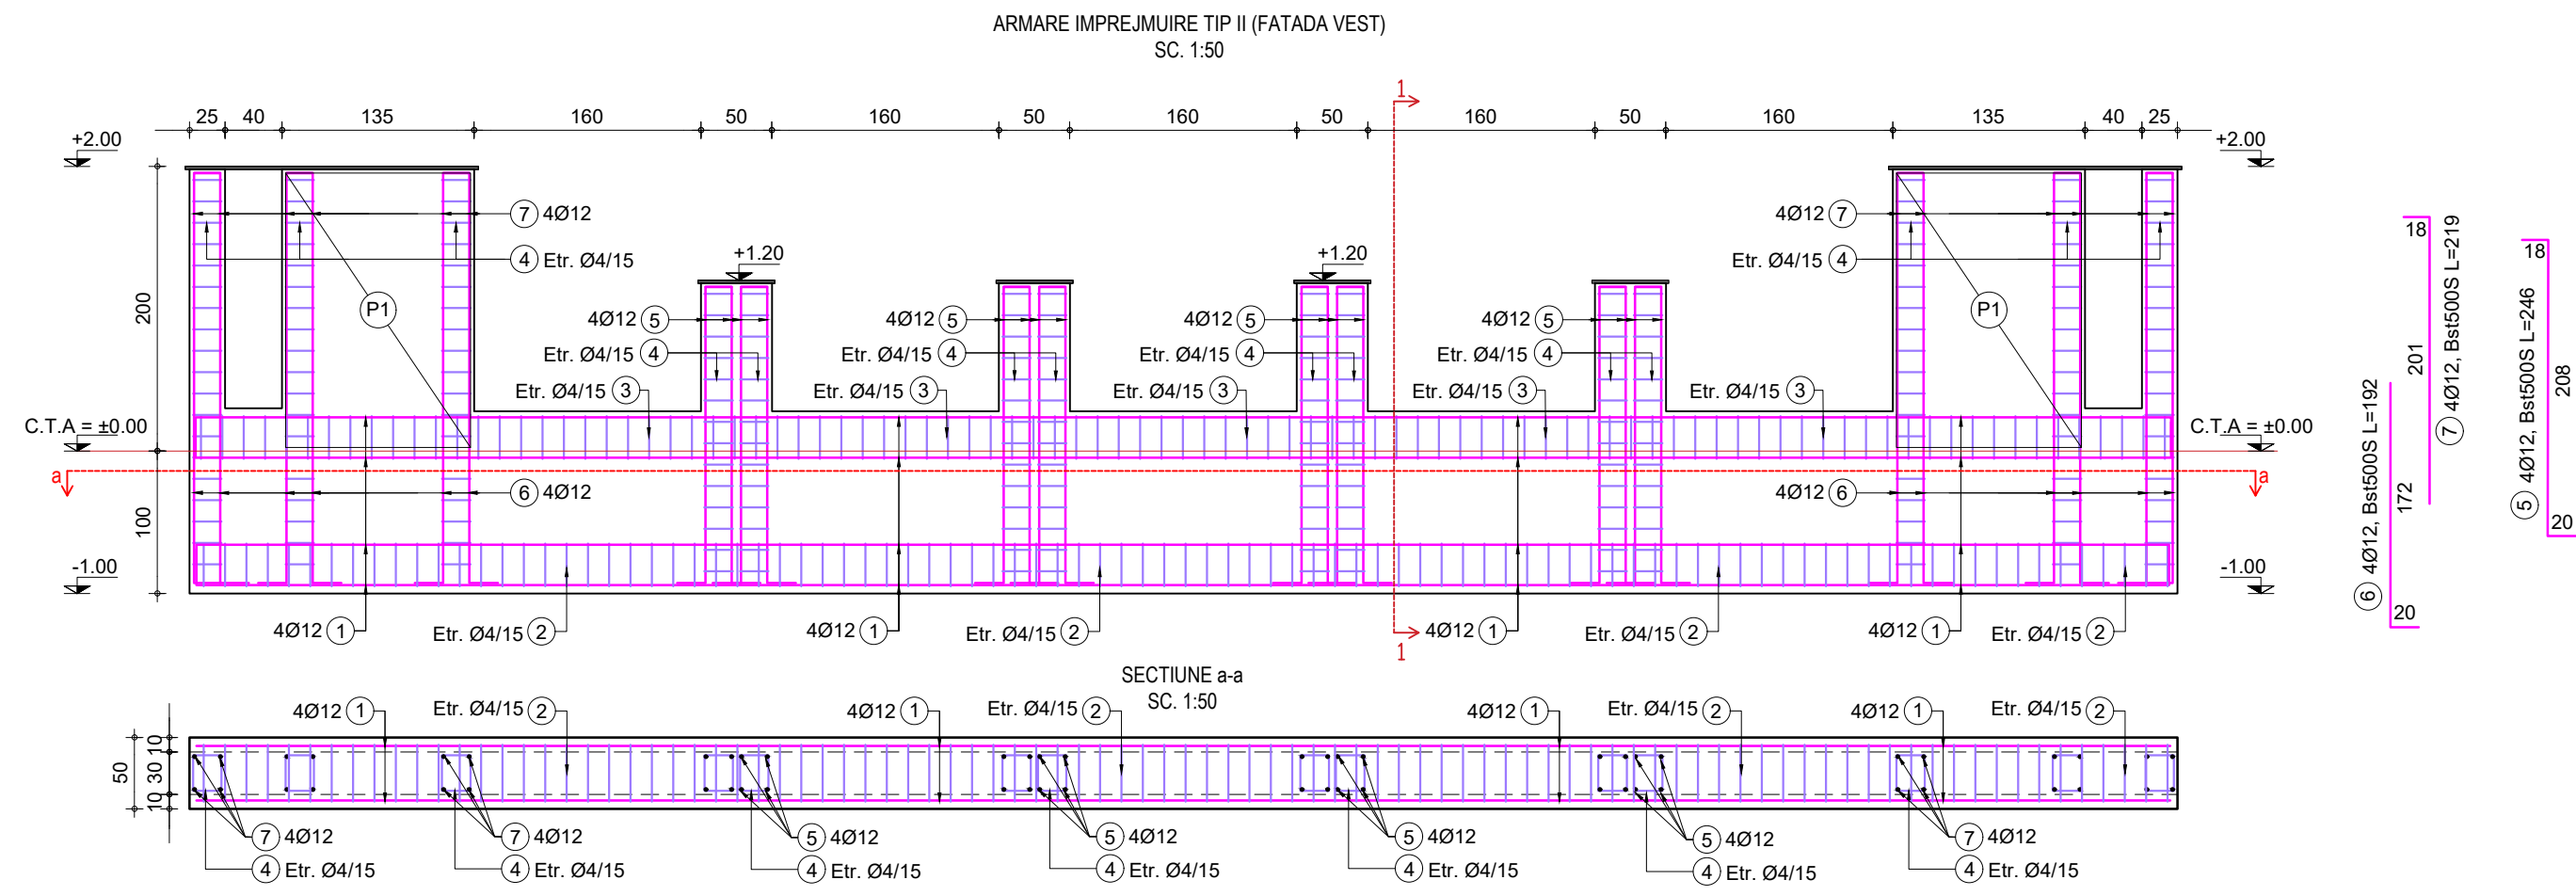 ARMARE IMPREJMUIRE TIP II (FATADA VEST)
SC. 1:50
1
25 40 135 160 50 160 50 160 50 160 50 160 135 40 25
+2.00 +2.00
7 4Ø12 4Ø12 7
4 Etr. Ø4/15 +1.20 +1.20 Etr. Ø4/15 4
200 P1 P1
4Ø12 5 4Ø12 5 4Ø12 5 4Ø12 5
Etr. Ø4/15 4 Etr. Ø4/15 4 Etr. Ø4/15 4 Etr. Ø4/15 4
Etr. Ø4/15 3 Etr. Ø4/15 3 Etr. Ø4/15 3 Etr. Ø4/15 3 Etr. Ø4/15 3
C.T.A = ±0.00 C.T.A = ±0.00
a a
6 4Ø12 4Ø12 6
100
-1.00 -1.00
4Ø12 1 Etr. Ø4/15 2 4Ø12 1 Etr. Ø4/15 2 4Ø12 1 Etr. Ø4/15 2 4Ø12 1 Etr. Ø4/15 2
1
6 4Ø12, Bst500S L=192
172
20
18
201
7 4Ø12, Bst500S L=219
18
5 4Ø12, Bst500S L=246
208
20
SECTIUNE a-a
SC. 1:50
4Ø12 1 Etr. Ø4/15 2 4Ø12 1 Etr. Ø4/15 2 4Ø12 1 Etr. Ø4/15 2 4Ø12 1 Etr. Ø4/15 2
50 10 30 10
7 4Ø12 7 4Ø12 5 4Ø12 5 4Ø12 5 4Ø12 5 4Ø12 7 4Ø12
4 Etr. Ø4/15 4 Etr. Ø4/15 4 Etr. Ø4/15 4 Etr. Ø4/15 4 Etr. Ø4/15 4 Etr. Ø4/15 4 Etr. Ø4/15